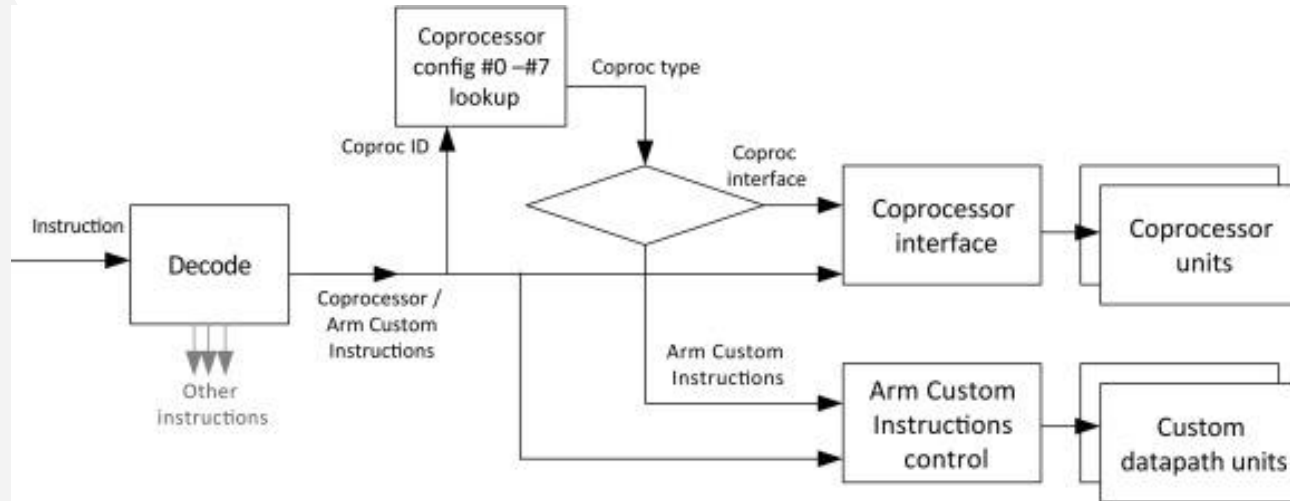 Coprocessor
config #0 –#7
lookup
Coproc type
Coproc ID
Coproc
interface
Instruction
Decode
Coprocessor
interface
Coprocessor
units
Coprocessor /
Arm Custom
Instructions
Other
instructions
Arm Custom
Instructions
Arm Custom
Instructions
control
Custom
datapath units